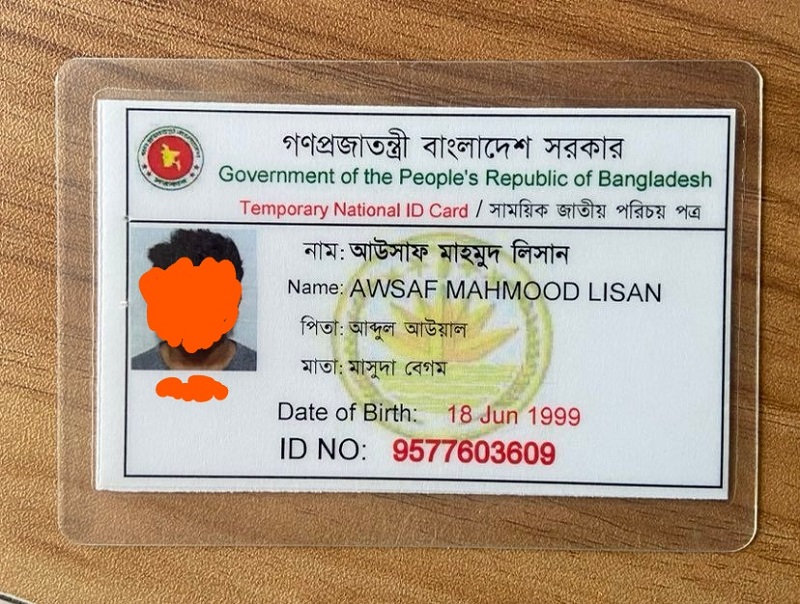 গণপ্রজাতন্ত্রী বাংলাদেশ সরকার
Government of the People's Republic of Bangladesh
Temporary National ID Card / সাময়িক জাতীয় পরিচয় পত্র
নাম: আউসাফ মাহমুদ লিসান
Name: AWSAF MAHMOOD LISAN
পিতা: আব্দুল আউয়াল
মাতা: মাসুদা বেগম
Date of Birth: 18 Jun 1999
ID NO: 9577603609